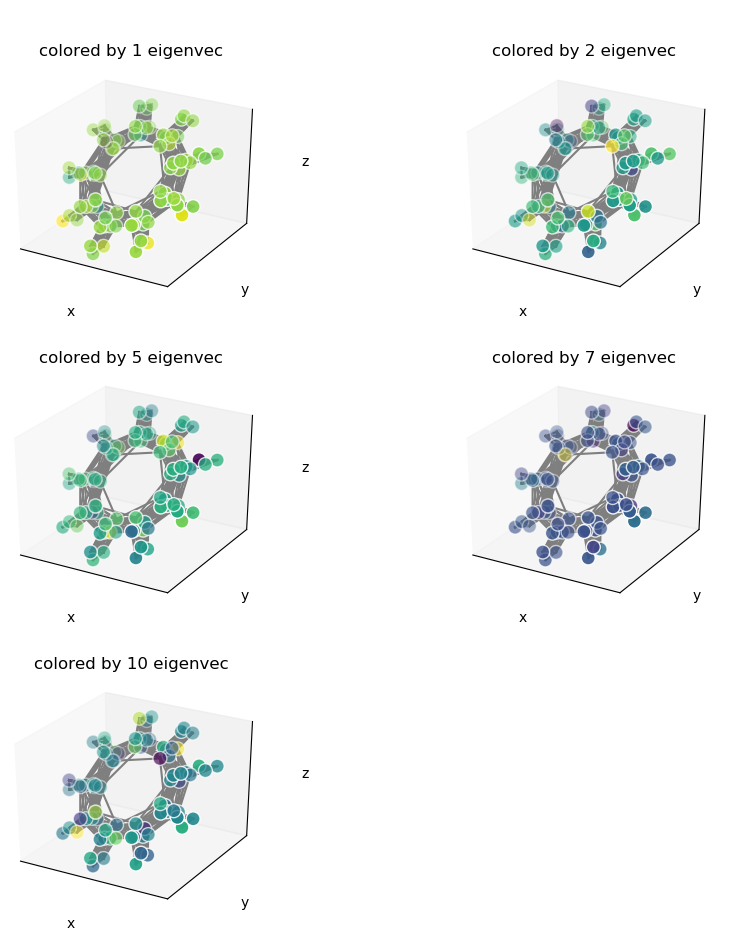 colored by 1 eigenvec
colored by 2 eigenvec
z
y
y
x
x
colored by 5 eigenvec
colored by 7 eigenvec
z
y
y
x
x
colored by 10 eigenvec
z
y
x